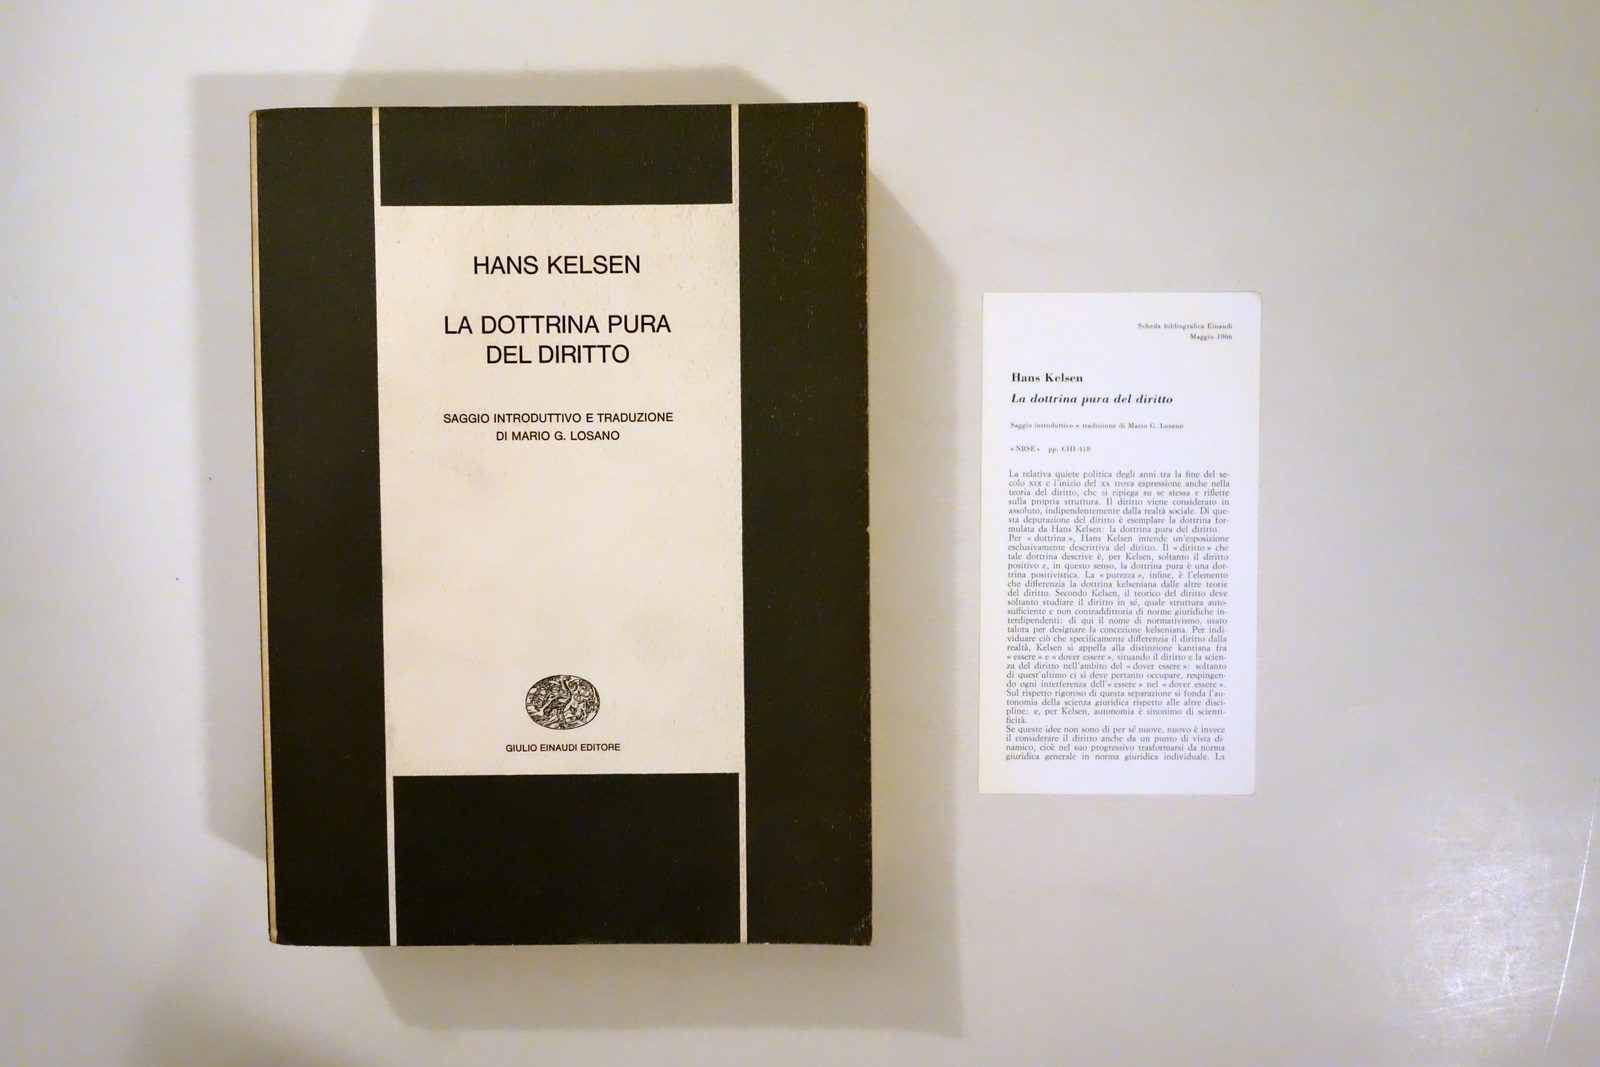 HANS KELSEN
LA DOTTRINA PURA
DEL DIRITTO
SAGGIO INTRODUTTIVO E TRADUZIONE
DI MARIO G. LOSANO
GIULIO EINAUDI EDITORE
Scheda bibliografica Einaudi
Maggio 1966
Hans Kelsen
La dottrina pura del diritto
Saggio introduttivo e traduzione di Mario G. Losano
«NBSE» pp. CIII-418
La relativa quiete politica degli anni tra la fine del se-
colo XIX e l'inizio del XX trova espressione anche nella
teoria del diritto, che si ripiega su se stessa e riflette
sulla propria struttura. Il diritto viene considerato in
assoluto, indipendentemente dalla realtà sociale. Di que-
sta depurazione del diritto è esemplare la dottrina for-
mulata da Hans Kelsen: la dottrina pura del diritto.
Per «dottrina», Hans Kelsen intende un'esposizione
esclusivamente descrittiva del diritto. Il «diritto» che
tale dottrina descrive è, per Kelsen, soltanto il diritto
positivo e, in questo senso, la dottrina pura è una dot-
trina positivistica. La «purezza», infine, è l'elemento
che differenzia la dottrina kelseniana dalle altre teorie
del diritto. Secondo Kelsen, il teorico del diritto deve
soltanto studiare il diritto in sé, quale struttura auto-
sufficiente e non contraddittoria di norme giuridiche in-
terdipendenti: di qui il nome di normativismo, usato
talora per designare la concezione kelseniana. Per indi-
viduare ciò che specificamente differenzia il diritto dalla
realtà, Kelsen si appella alla distinzione kantiana fra
«essere» e «dover essere», situando il diritto e la scien-
za del diritto nell'ambito del «dover essere»: soltanto
di quest'ultimo ci si deve pertanto occupare, respingen-
do ogni interferenza dell'«essere» nel «dover essere».
Sul rispetto rigoroso di questa separazione si fonda l'au-
tonomia della scienza giuridica rispetto alle altre disci-
pline: e, per Kelsen, autonomia è sinonimo di scienti-
ficità.
Se queste idee non sono di per sé nuove, nuovo è invece
il considerare il diritto anche da un punto di vista di-
namico, cioè nel suo progressivo trasformarsi da norma
giuridica generale in norma giuridica individuale. La